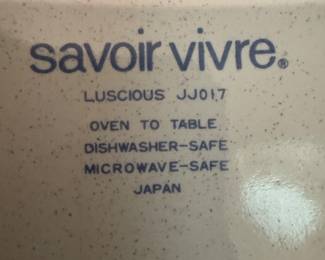 savoir vivre®
LUSCIOUS JJ017
OVEN TO TABLE
DISHWASHER-SAFE
MICROWAVE-SAFE
JAPAN